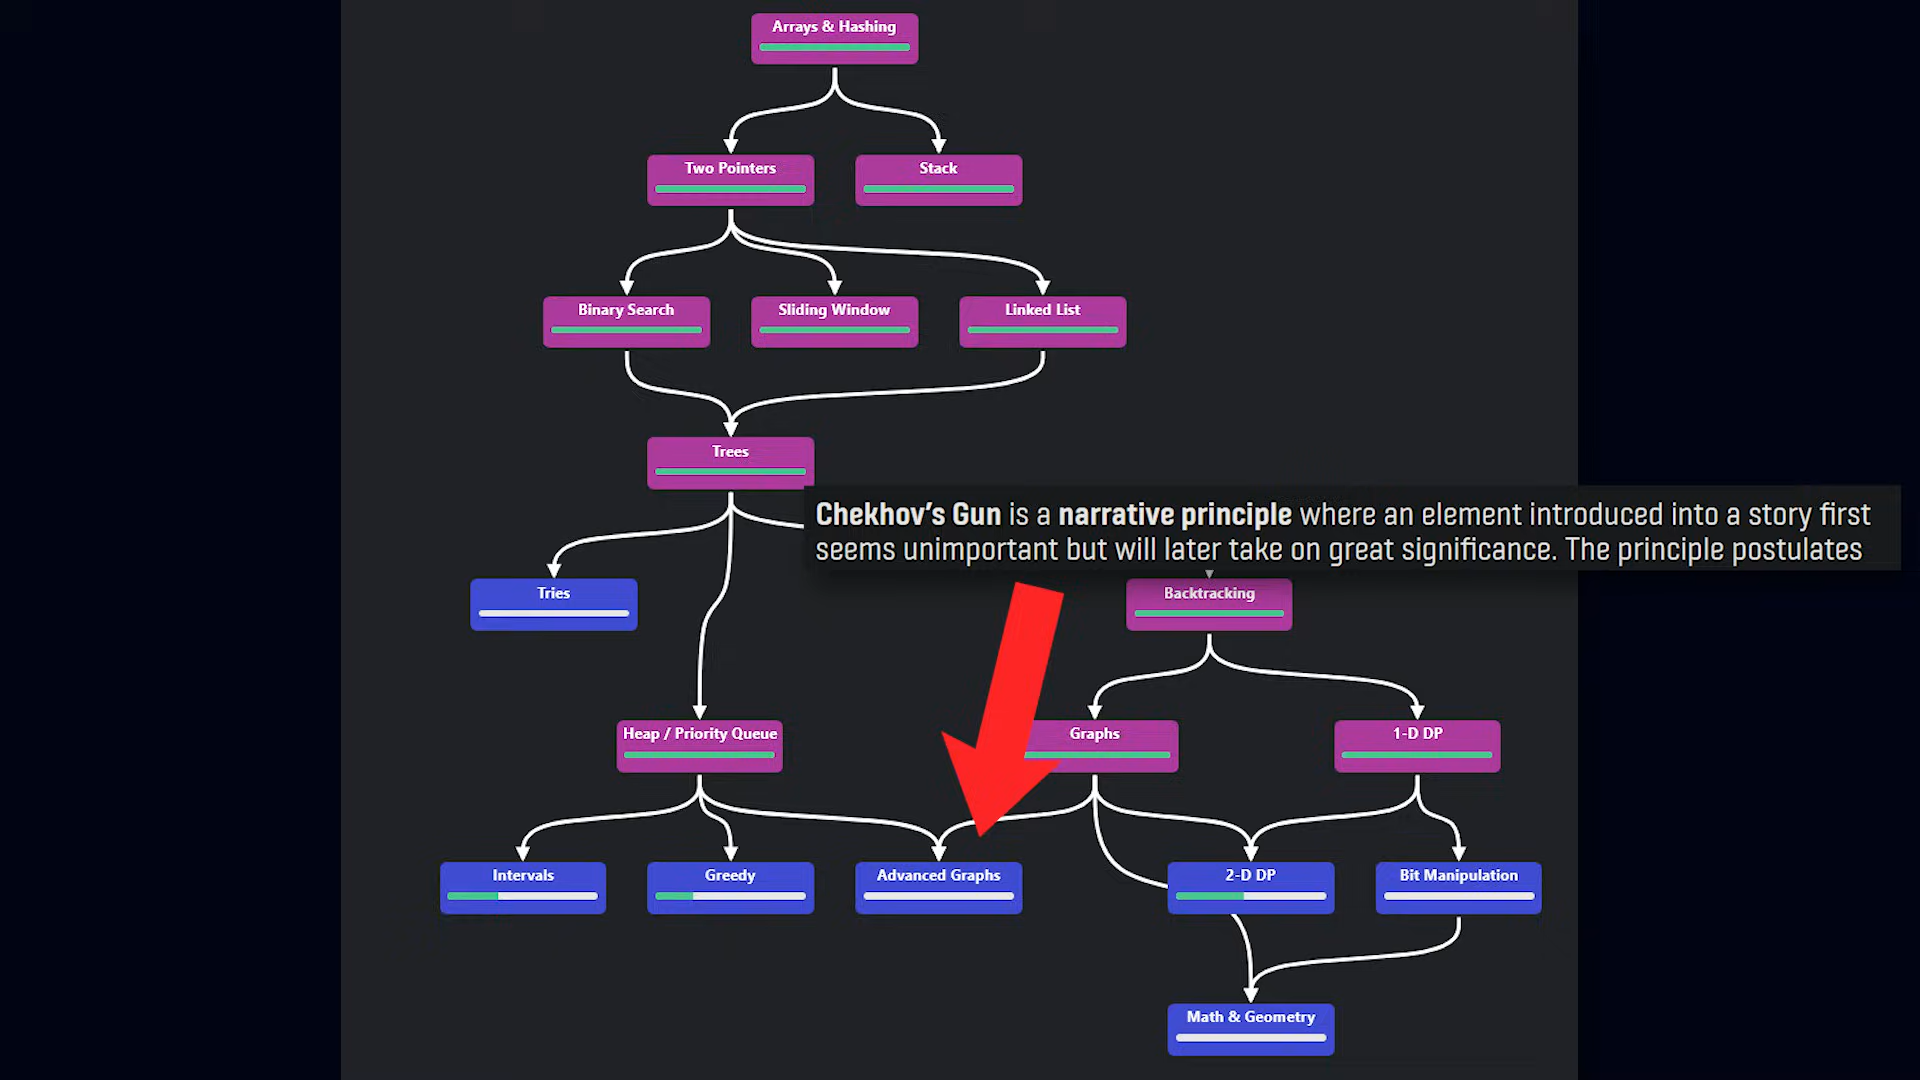 Arrays & Hashing
Two Pointers
Stack
Binary Search
Sliding Window
Linked List
Trees
Chekhov's Gun is a narrative principle where an element introduced into a story first
seems unimportant but will later take on great significance. The principle postulates
Tries
Backtracking
Heap / Priority Queue
Graphs
1-D DP
Intervals
Greedy
Advanced Graphs
2-D DP
Bit Manipulation
Math & Geometry